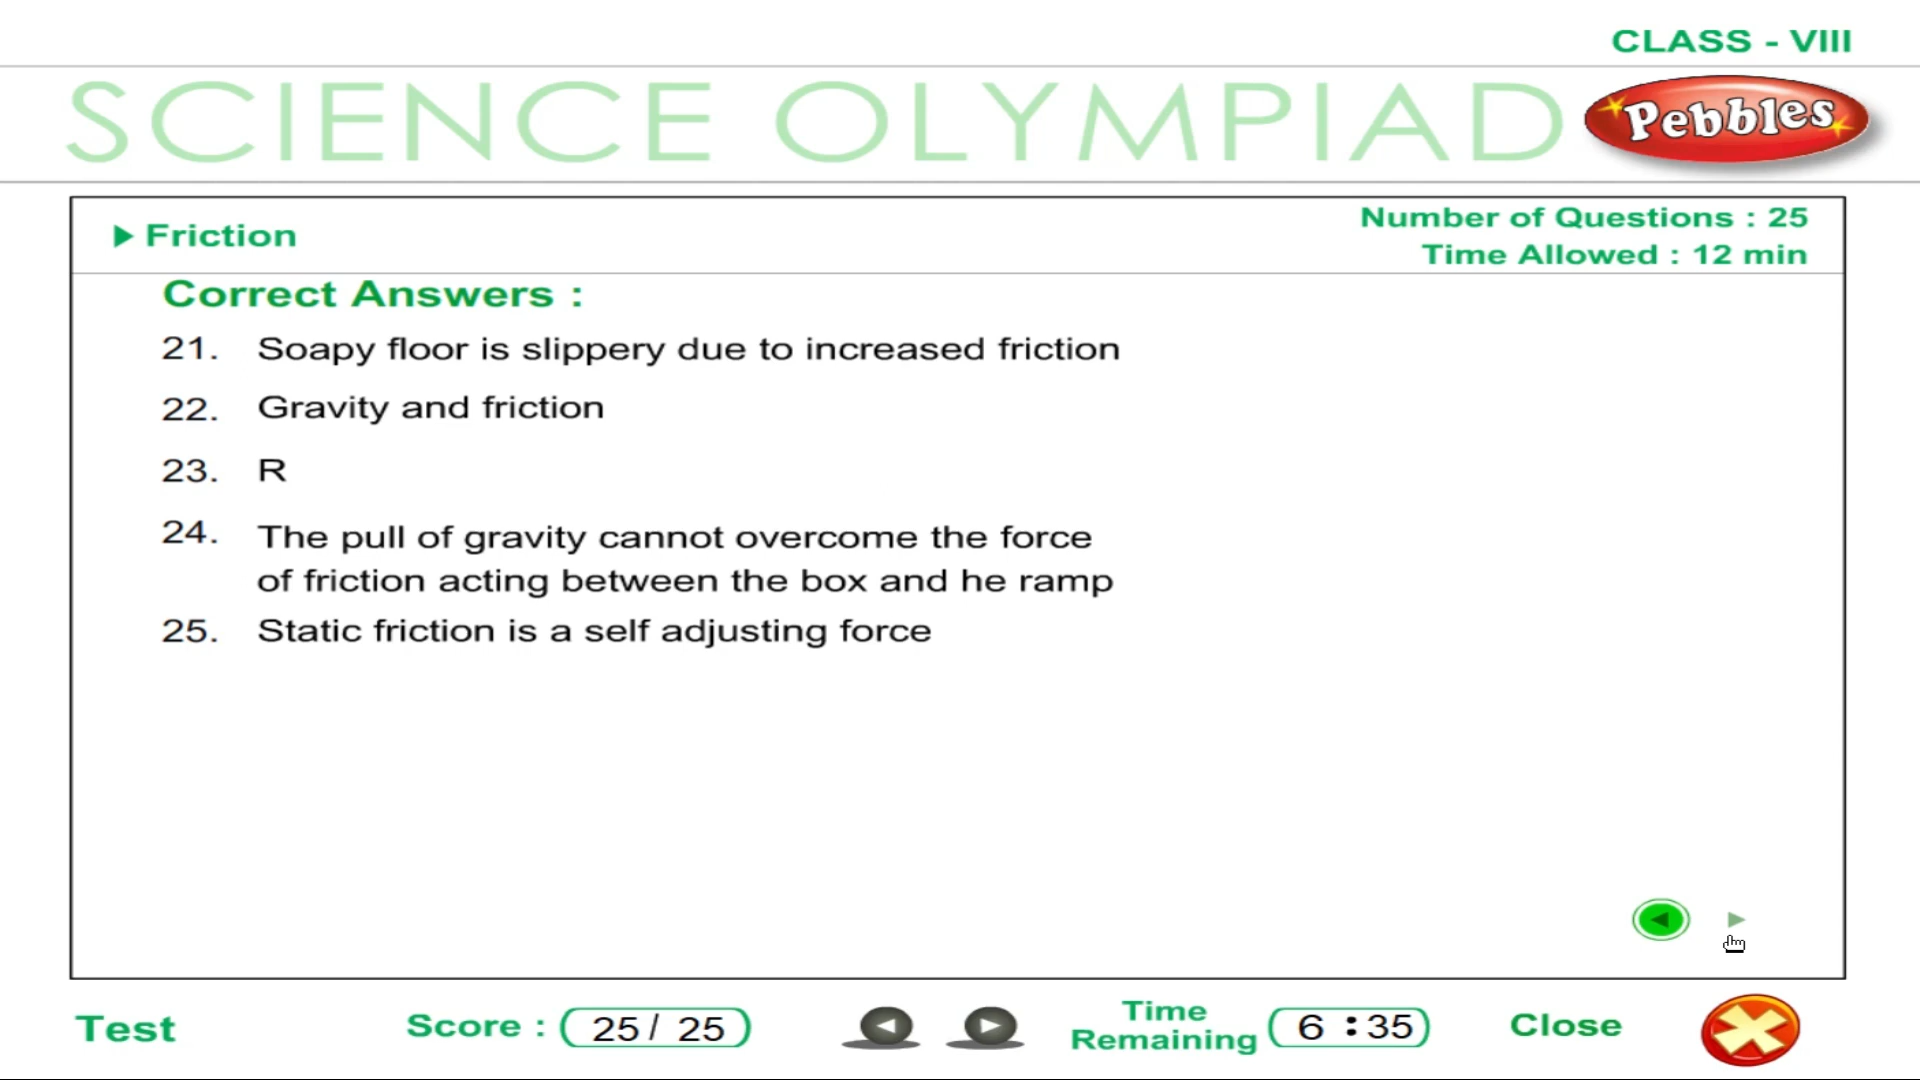 CLASS - VIII
SCIENCE OLYMPIAD
Pebbles
Friction
Number of Questions : 25
Time Allowed : 12 min
Correct Answers :
21. Soapy floor is slippery due to increased friction
22. Gravity and friction
23. R
24. The pull of gravity cannot overcome the force
of friction acting between the box and he ramp
25. Static friction is a self adjusting force
Test
Score : 25 / 25
Time
Remaining
6 : 35
Close